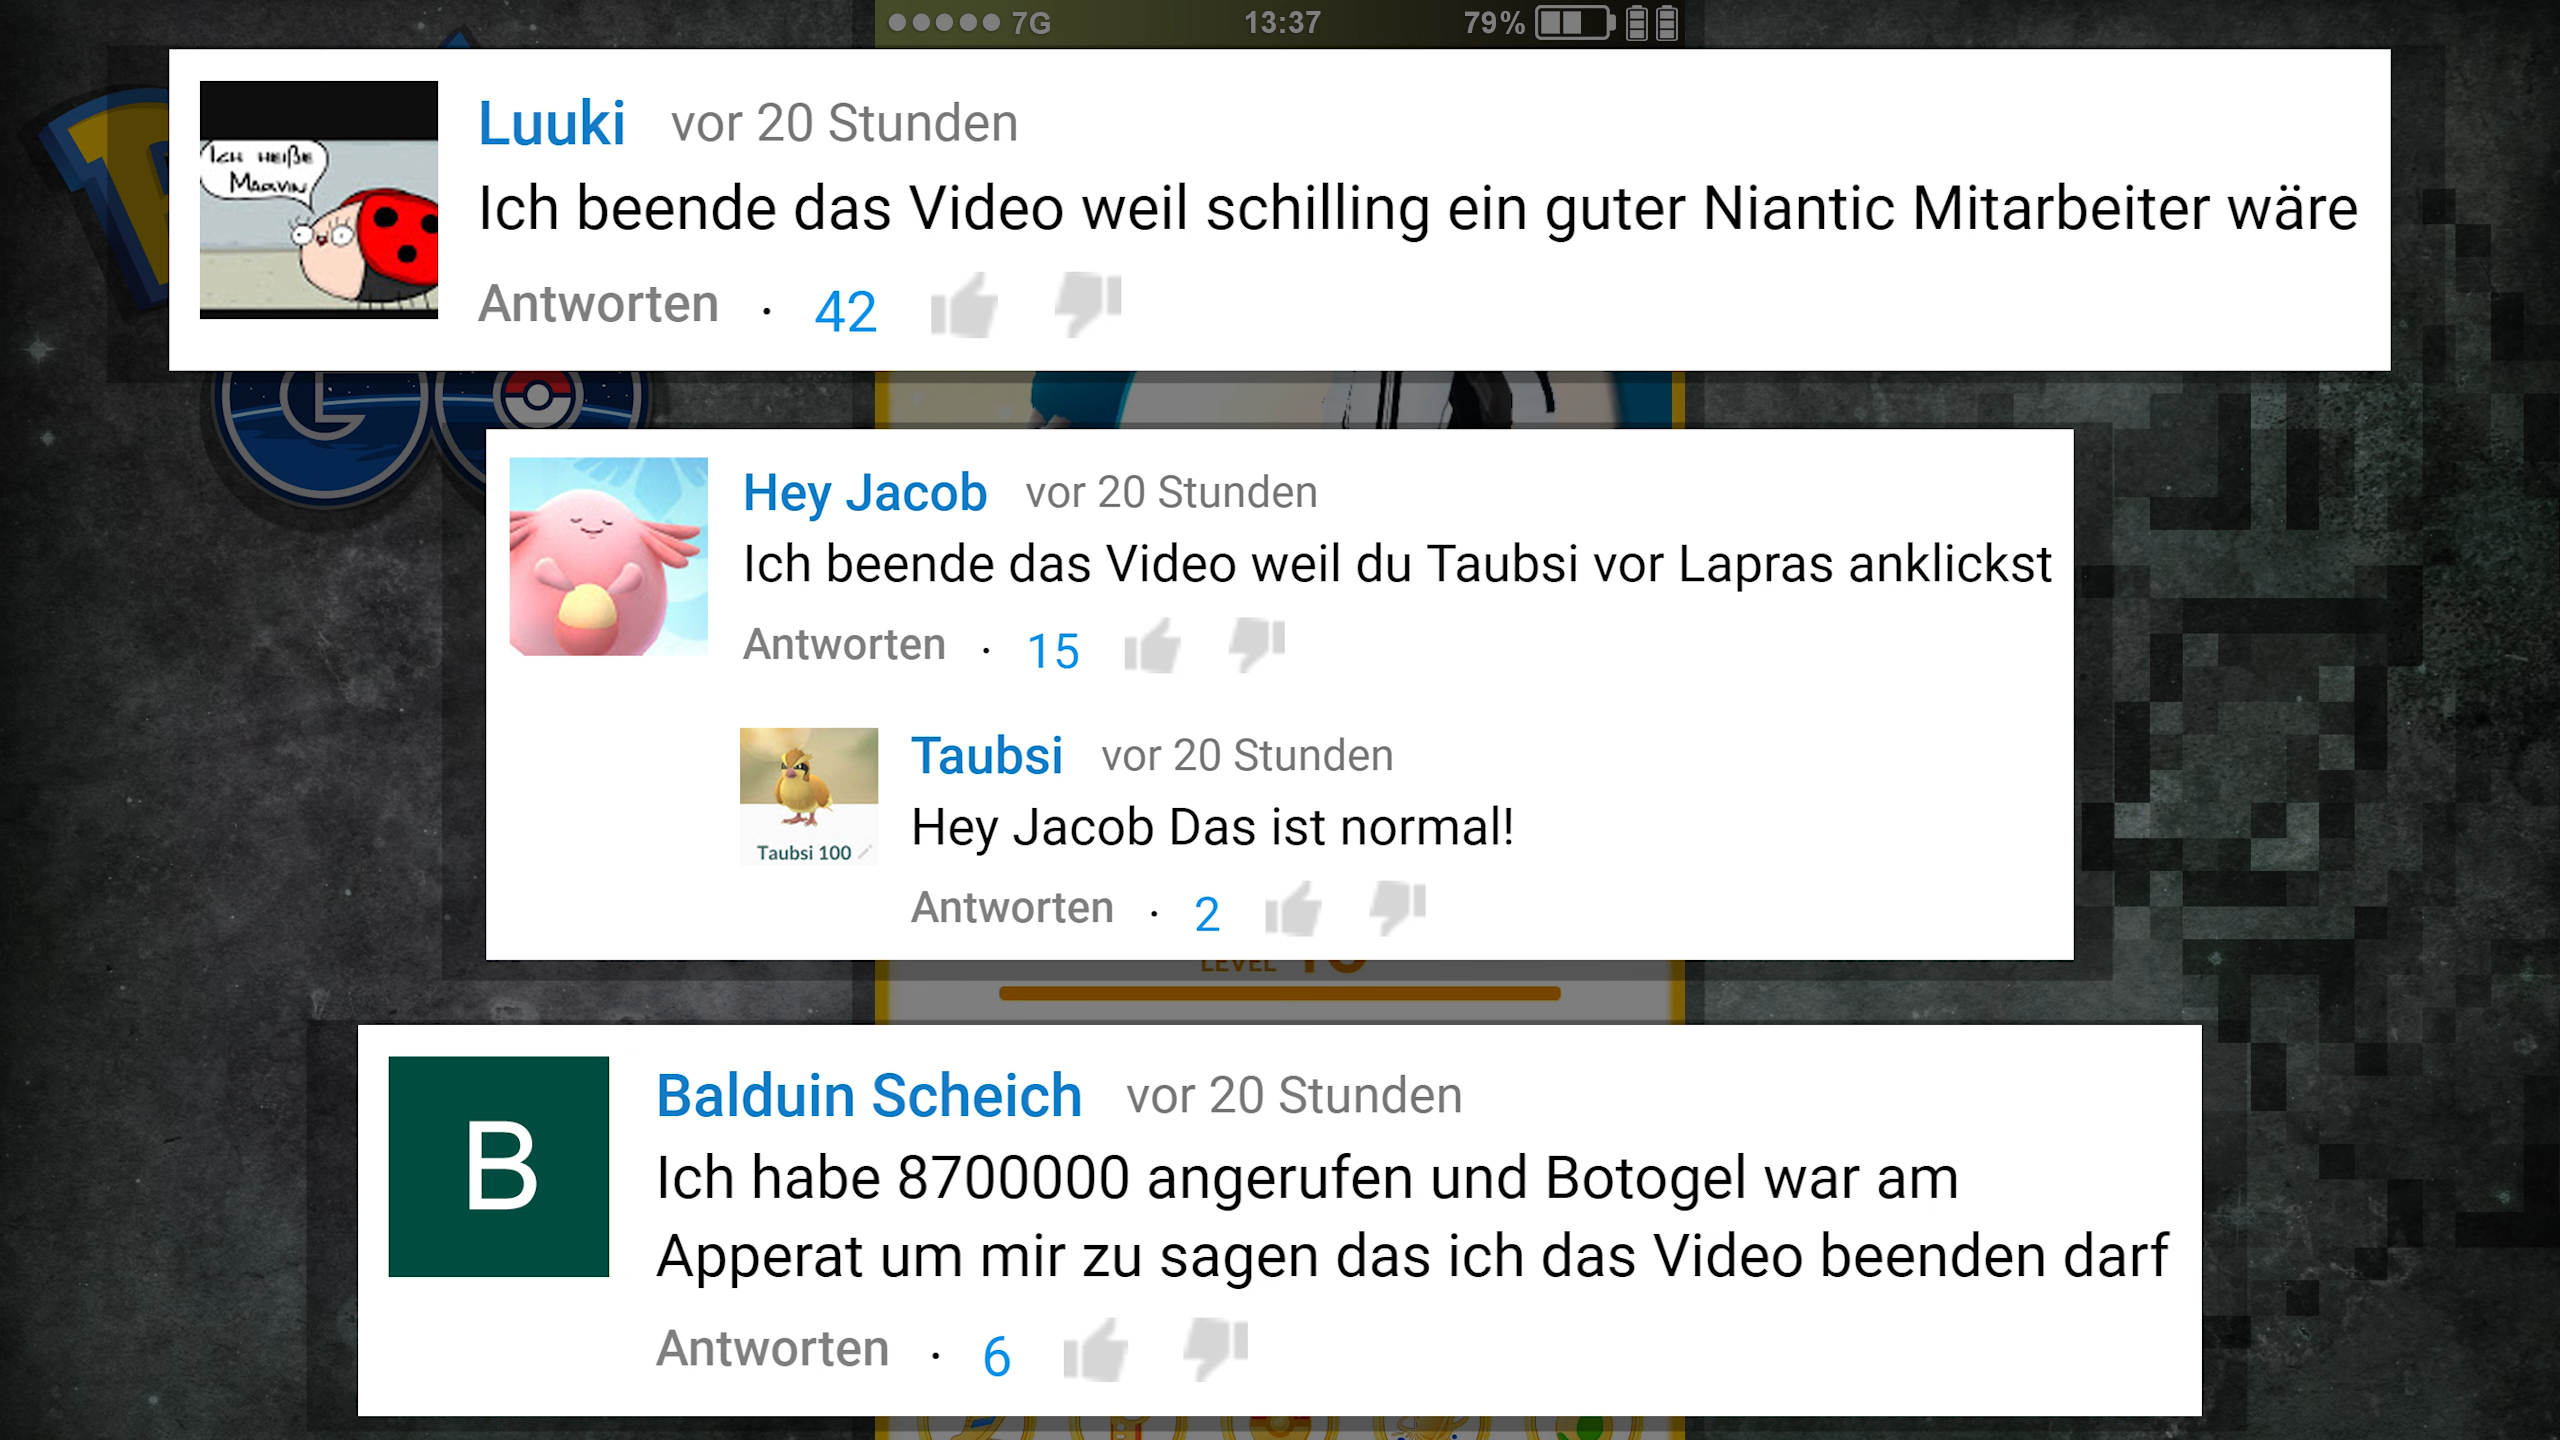 7G 13:37 79%
ICH HEIßE
MARVIN
Luuki vor 20 Stunden
Ich beende das Video weil schilling ein guter Niantic Mitarbeiter wäre
Antworten · 42
GO
Hey Jacob vor 20 Stunden
Ich beende das Video weil du Taubsi vor Lapras anklickst
Antworten · 15
Taubsi vor 20 Stunden
Taubsi 100
Hey Jacob Das ist normal!
Antworten · 2
LEVEL
Balduin Scheich vor 20 Stunden
B
Ich habe 8700000 angerufen und Botogel war am
Apperat um mir zu sagen das ich das Video beenden darf
Antworten · 6